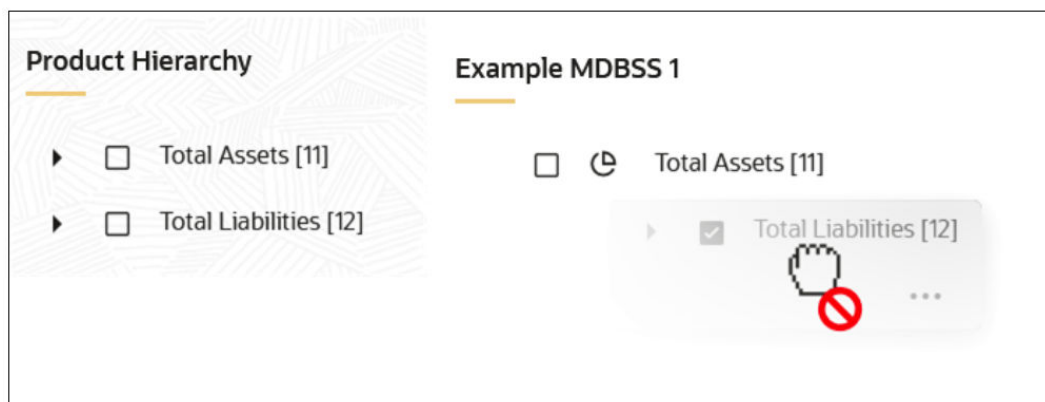 Product Hierarchy
Total Assets [11]
Total Liabilities [12]
Example MDBSS 1
Total Assets [11]
Total Liabilities [12]